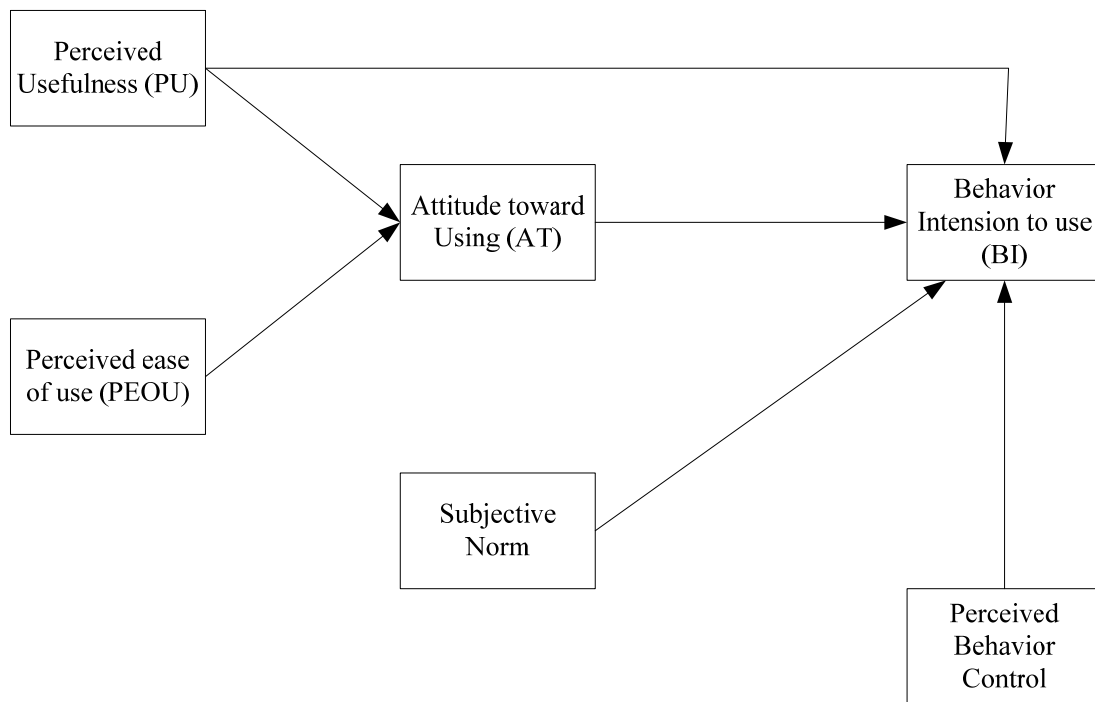 Perceived
Usefulness (PU)
Attitude toward
Using (AT)
Behavior
Intension to use
(BI)
Perceived ease
of use (PEOU)
Subjective
Norm
Perceived
Behavior
Control